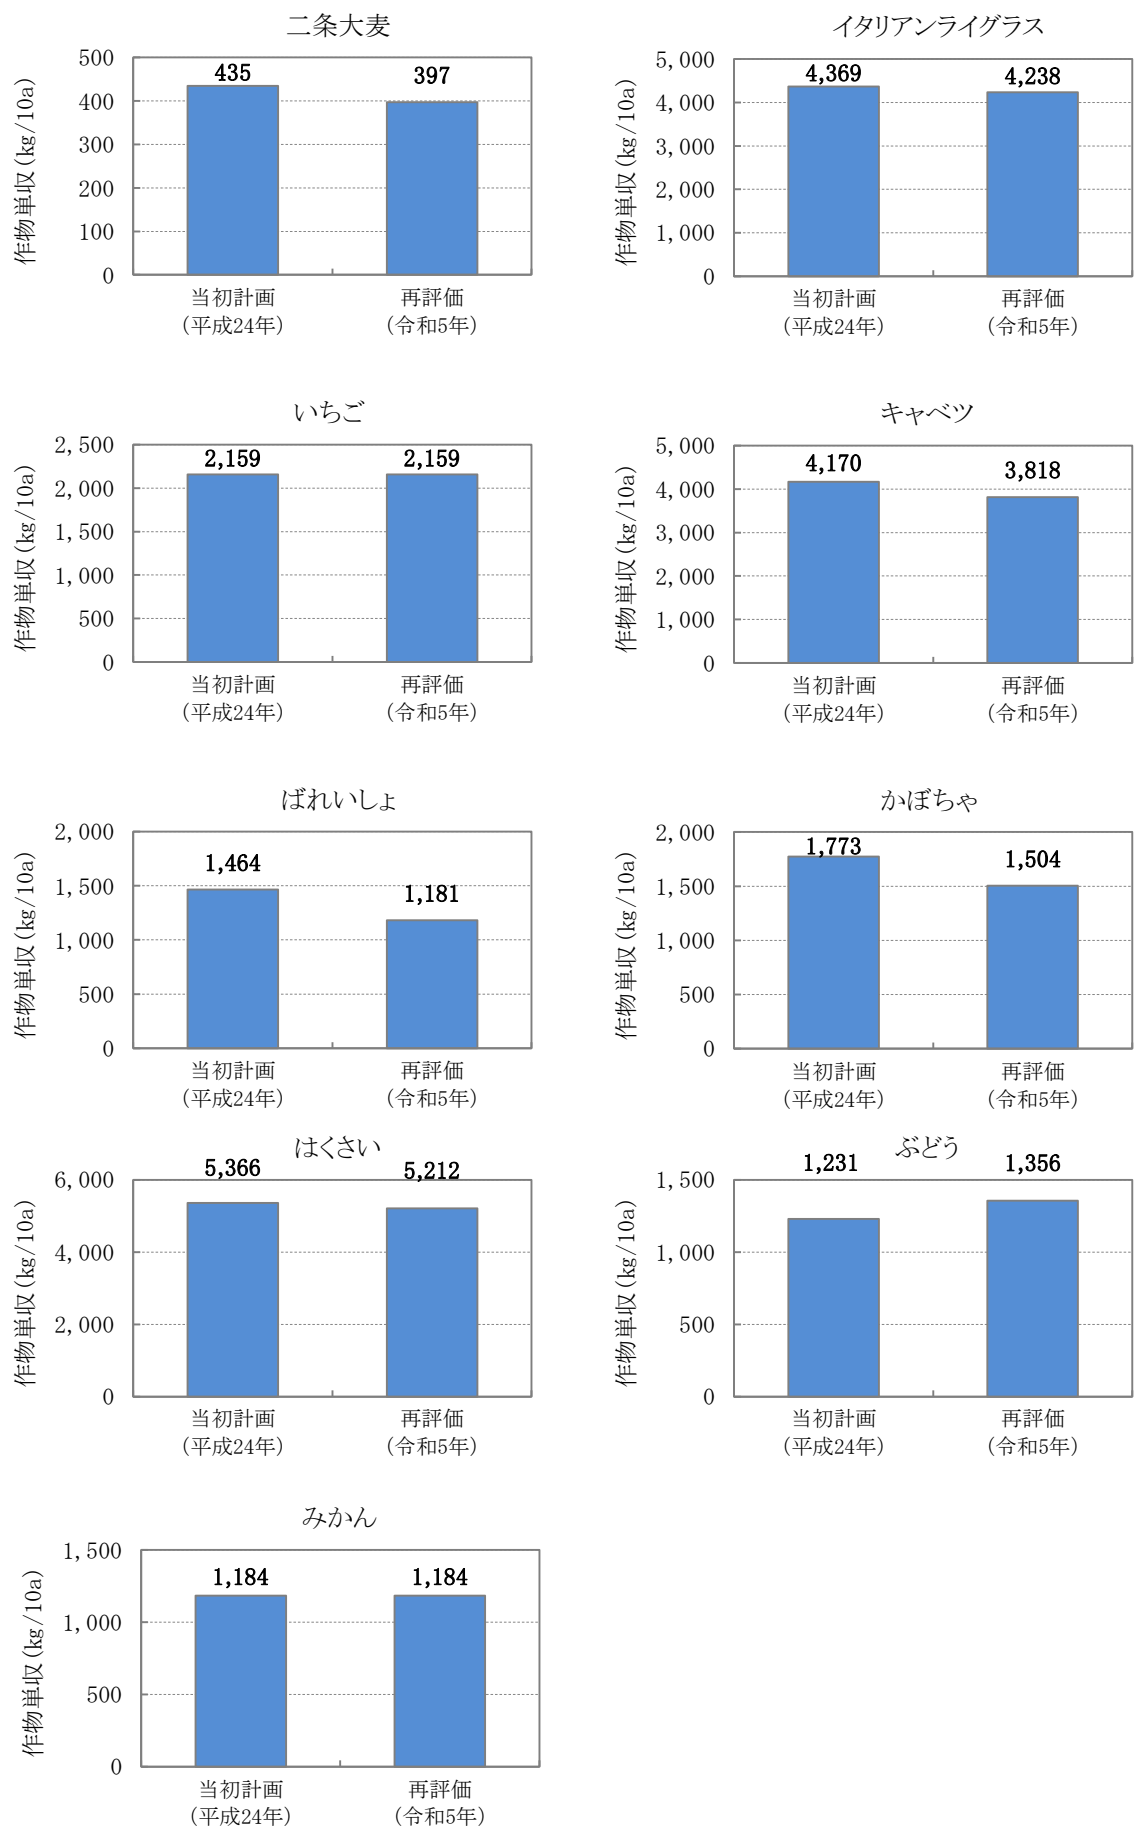 二条大麦
作物単収(kg/10a)
500
400
300
200
100
0
435
397
当初計画
(平成24年)
再評価
(令和5年)
イタリアンライグラス
作物単収(kg/10a)
5,000
4,000
3,000
2,000
1,000
0
4,369
4,238
当初計画
(平成24年)
再評価
(令和5年)
いちご
作物単収(kg/10a)
2,500
2,000
1,500
1,000
500
0
2,159
2,159
当初計画
(平成24年)
再評価
(令和5年)
キャベツ
作物単収(kg/10a)
5,000
4,000
3,000
2,000
1,000
0
4,170
3,818
当初計画
(平成24年)
再評価
(令和5年)
ばれいしょ
作物単収(kg/10a)
2,000
1,500
1,000
500
0
1,464
1,181
当初計画
(平成24年)
再評価
(令和5年)
かぼちゃ
作物単収(kg/10a)
2,000
1,500
1,000
500
0
1,773
1,504
当初計画
(平成24年)
再評価
(令和5年)
はくさい
作物単収(kg/10a)
6,000
4,000
2,000
0
5,366
5,212
当初計画
(平成24年)
再評価
(令和5年)
ぶどう
作物単収(kg/10a)
1,500
1,000
500
0
1,231
1,356
当初計画
(平成24年)
再評価
(令和5年)
みかん
作物単収(kg/10a)
1,500
1,000
500
0
1,184
1,184
当初計画
(平成24年)
再評価
(令和5年)